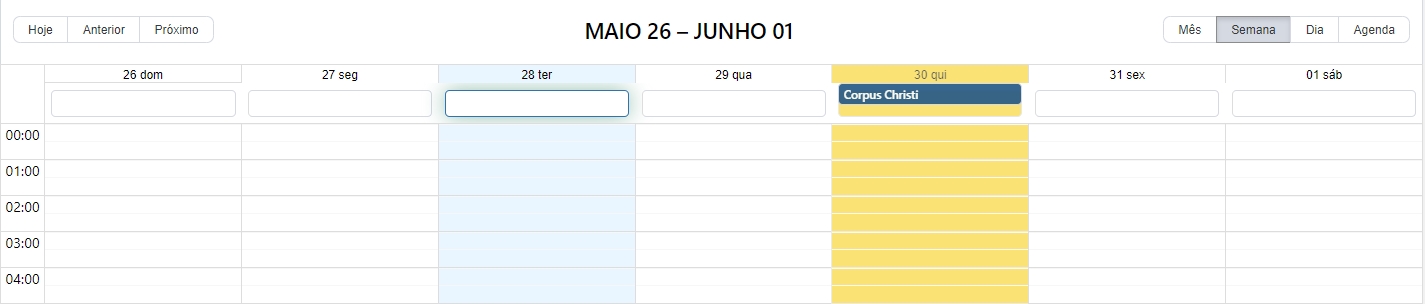 Hoje Anterior Próximo MAIO 26 – JUNHO 01 Mês Semana Dia Agenda
26 dom 27 seg 28 ter 29 qua 30 qui 31 sex 01 sáb
Corpus Christi
00:00
01:00
02:00
03:00
04:00